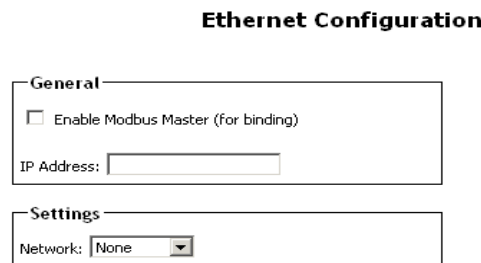 Ethernet Configuration
General
Enable Modbus Master (for binding)
IP Address:
Settings
Network: None